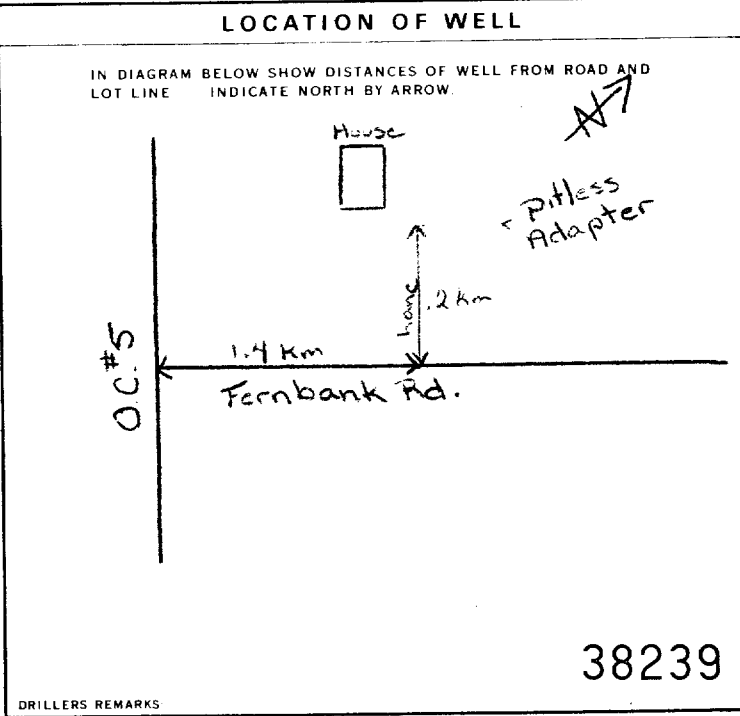 LOCATION OF WELL
IN DIAGRAM BELOW SHOW DISTANCES OF WELL FROM ROAD AND
LOT LINE INDICATE NORTH BY ARROW.
N
House
- Pitless
Adapter
.2 km
1.4 Km
O.C. #5
Fernbank Rd.
38239
DRILLERS REMARKS